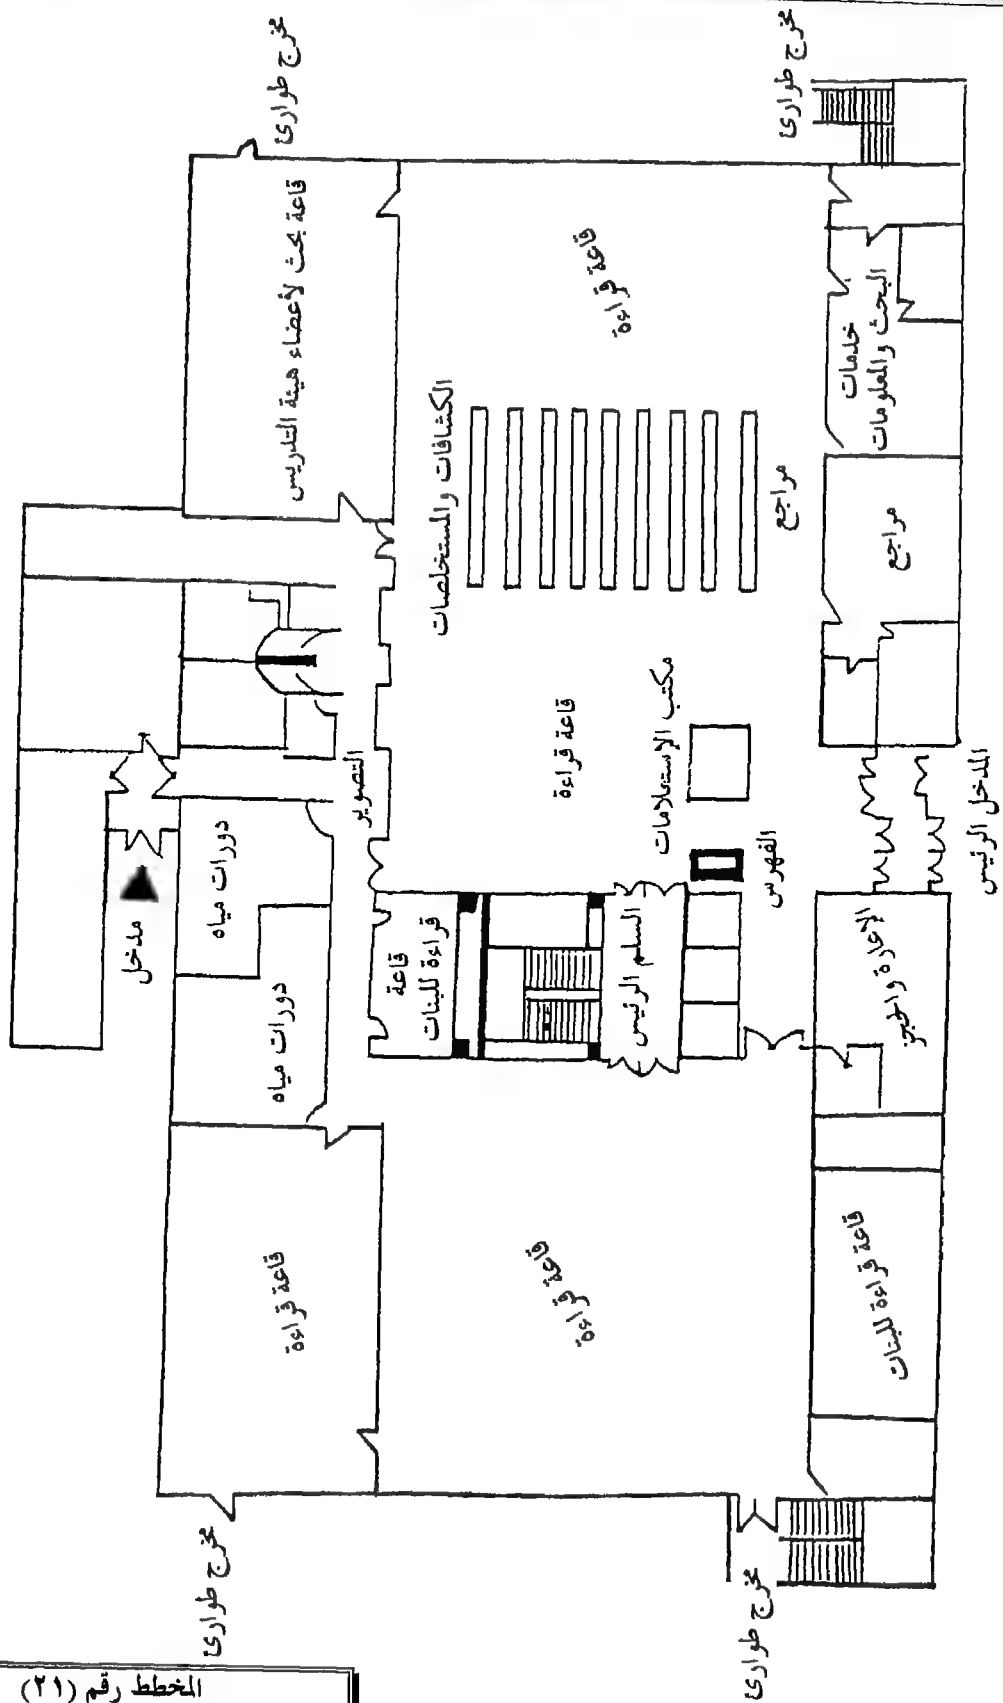 مخرج طوارئ
مخرج طوارئ
قاعة بحث لأعضاء هيئة التدريس
قاعة قراءة
خدمات
البحث والمعلومات
الكشافات والمستخلصات
مراجع
مراجع
التصوير
قاعة قراءة
مكتب الإستعلامات
الفهرس
المدخل الرئيس
مدخل
دورات مياه
دورات مياه
قاعة
قراءة للبنات
السلم الرئيس
الإعارة والحجز
قاعة قراءة
قاعة قراءة
قاعة قراءة للبنات
مخرج طوارئ
مخرج طوارئ
المخطط رقم (٢١)